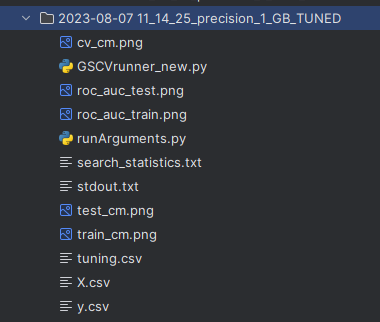 2023-08-07 11_14_25_precision_1_GB_TUNED
cv_cm.png
GSCVrunner_new.py
roc_auc_test.png
roc_auc_train.png
runArguments.py
search_statistics.txt
stdout.txt
test_cm.png
train_cm.png
tuning.csv
X.csv
y.csv